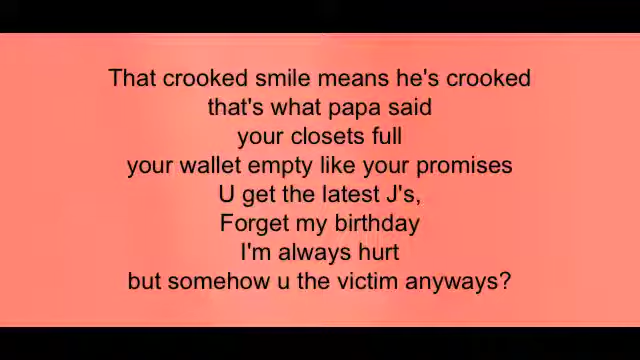 That crooked smile means he's crooked
that's what papa said
your closets full
your wallet empty like your promises
U get the latest J's,
Forget my birthday
I'm always hurt
but somehow u the victim anyways?